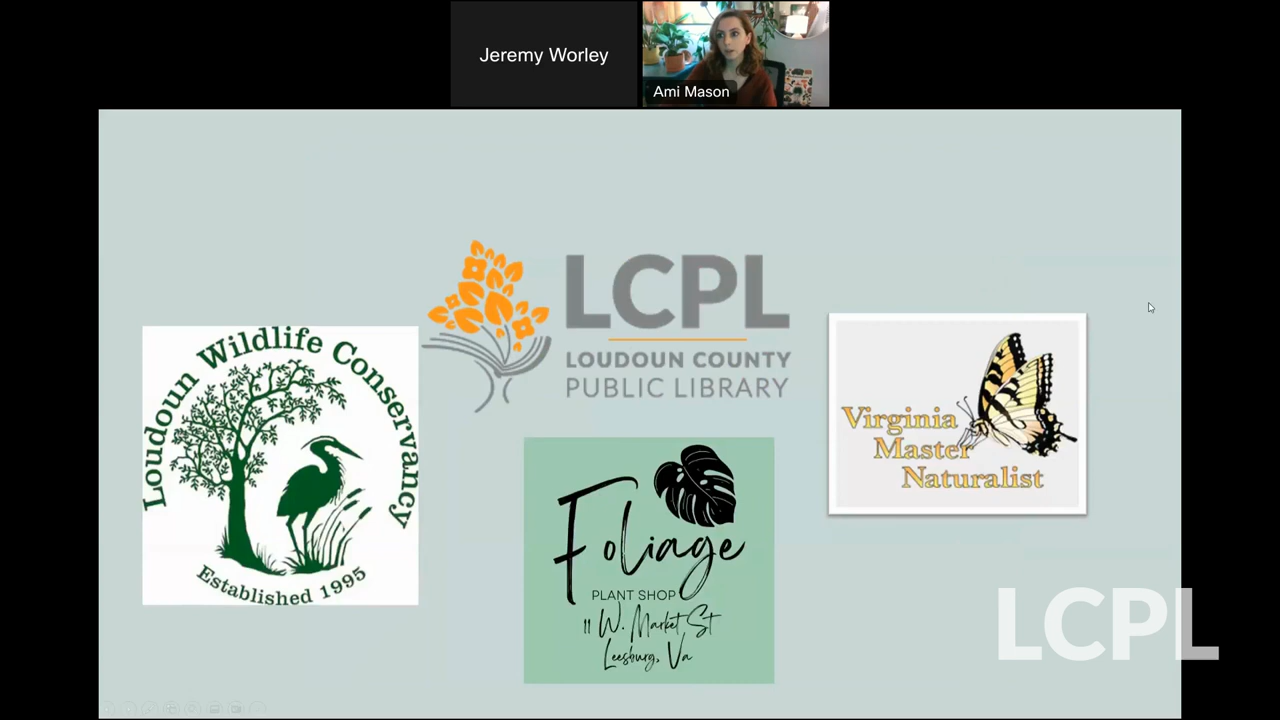 Jeremy Worley
Ami Mason
LCPL
LOUDOUN COUNTY
PUBLIC LIBRARY
Loudoun Wildlife Conservancy
Established 1995
Virginia
Master
Naturalist
Foliage
PLANT SHOP
11 W. Market St
Leesburg, Va
LCPL